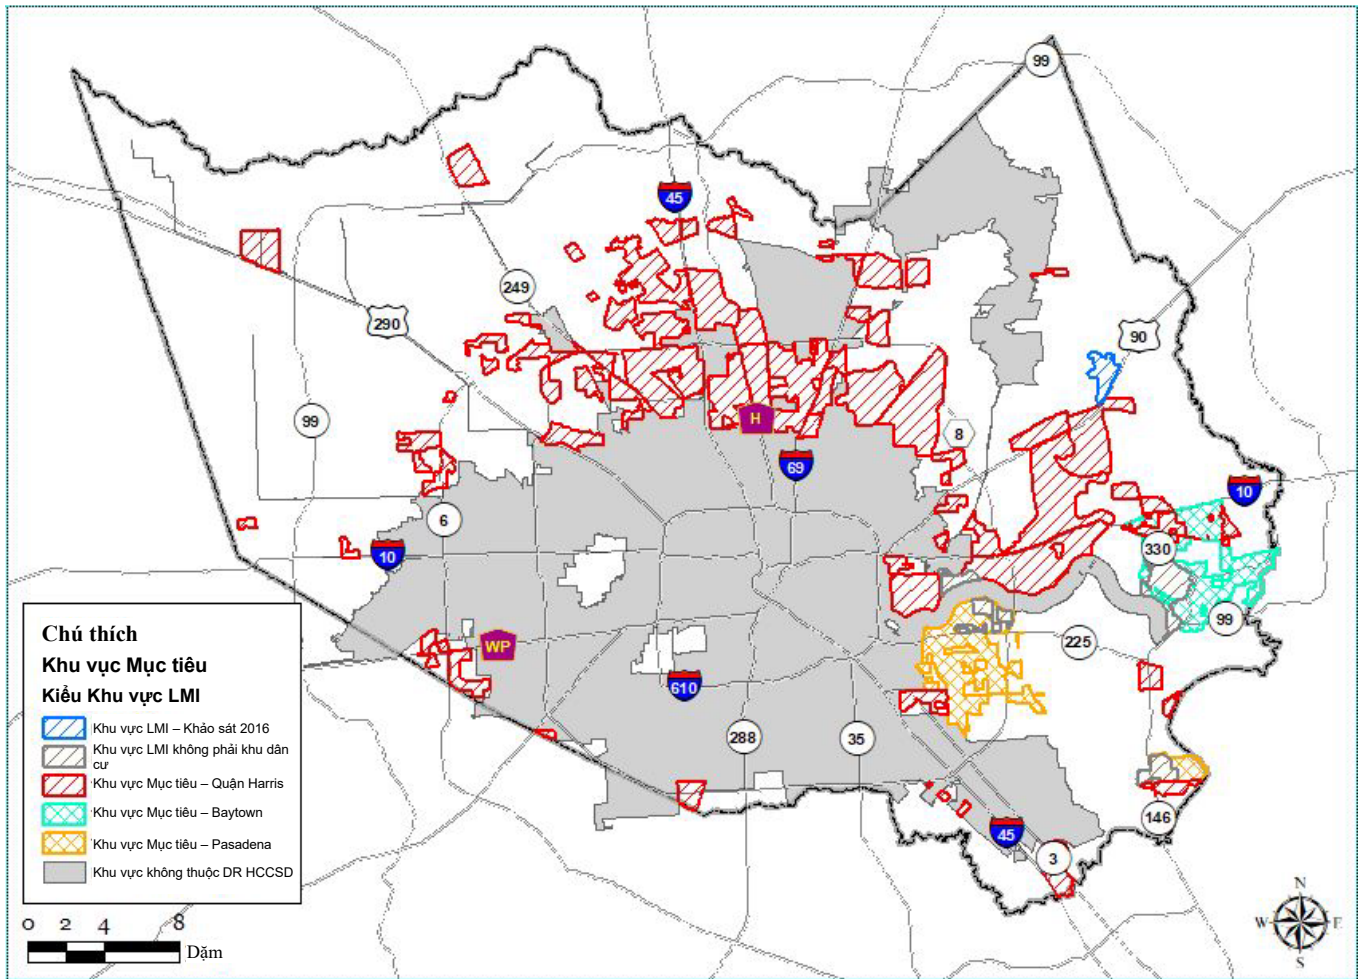 99
45
249
290
90
99
H
8
69
10
6
330
10
99
WP
225
610
288
35
146
45
3
Chú thích
Khu vực Mục tiêu
Kiểu Khu vực LMI
Khu vực LMI – Khảo sát 2016
Khu vực LMI không phải khu dân
cư
Khu vực Mục tiêu – Quận Harris
Khu vực Mục tiêu – Baytown
Khu vực Mục tiêu – Pasadena
Khu vực không thuộc DR HCCSD
0 2 4 8
Dặm
N
W E
S